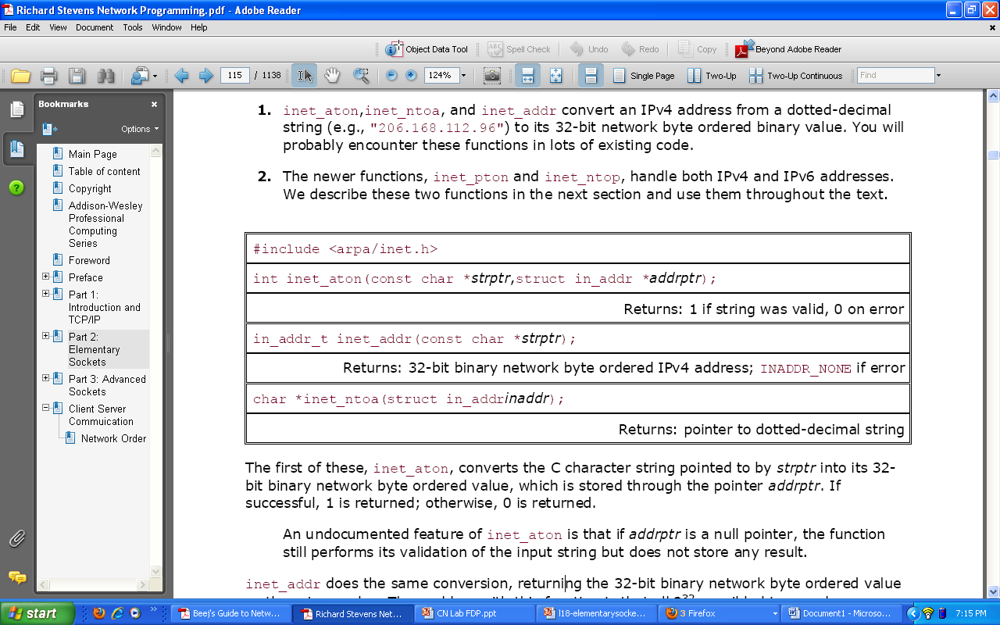 Richard Stevens Network Programming.pdf - Adobe Reader
File Edit View Document Tools Window Help
Object Data Tool Spell Check Undo Redo Copy Beyond Adobe Reader
115 / 1138 124% Single Page Two-Up Two-Up Continuous Find
Bookmarks
Options
Main Page
Table of content
Copyright
Addison-Wesley
Professional
Computing
Series
Foreword
Preface
Part 1:
Introduction and
TCP/IP
Part 2:
Elementary
Sockets
Part 3: Advanced
Sockets
Client Server
Commuication
Network Order
1. inet_aton,inet_ntoa, and inet_addr convert an IPv4 address from a dotted-decimal
string (e.g., "206.168.112.96") to its 32-bit network byte ordered binary value. You will
probably encounter these functions in lots of existing code.
2. The newer functions, inet_pton and inet_ntop, handle both IPv4 and IPv6 addresses.
We describe these two functions in the next section and use them throughout the text.
#include <arpa/inet.h>
int inet_aton(const char *strptr,struct in_addr *addrptr);
Returns: 1 if string was valid, 0 on error
in_addr_t inet_addr(const char *strptr);
Returns: 32-bit binary network byte ordered IPv4 address; INADDR_NONE if error
char *inet_ntoa(struct in_addrinaddr);
Returns: pointer to dotted-decimal string
The first of these, inet_aton, converts the C character string pointed to by strptr into its 32-
bit binary network byte ordered value, which is stored through the pointer addrptr. If
successful, 1 is returned; otherwise, 0 is returned.
An undocumented feature of inet_aton is that if addrptr is a null pointer, the function
still performs its validation of the input string but does not store any result.
inet_addr does the same conversion, returning the 32-bit binary network byte ordered value
start Beej's Guide to Netw... Richard Stevens Net... CN Lab FDP.ppt l18-elementarysocke... 3 Firefox Document1 - Microso... 7:15 PM